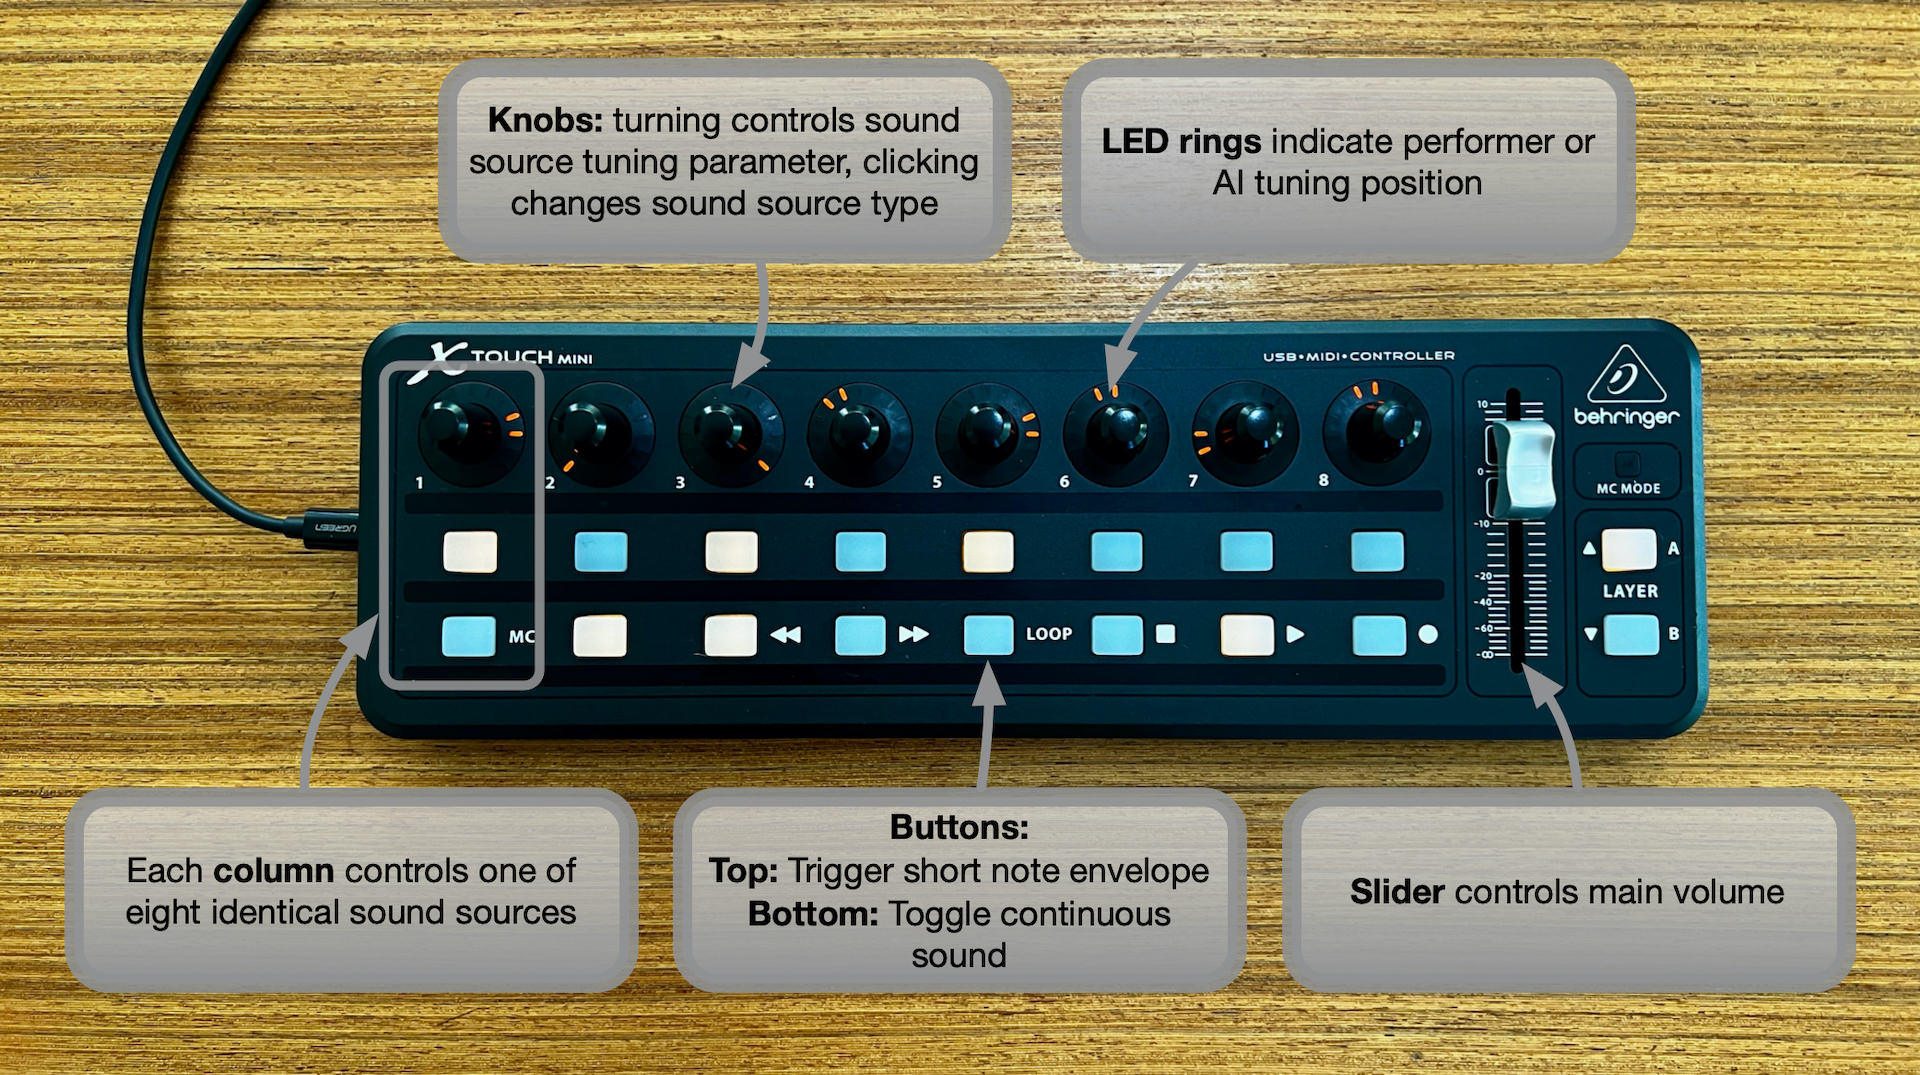 Knobs: turning controls sound
source tuning parameter, clicking
changes sound source type
LED rings indicate performer or
AI tuning position
X TOUCH MINI
USB•MIDI•CONTROLLER
behringer
1 2 3 4 5 6 7 8
10
0
-10
-20
-40
-60
-∞
MC MODE
UGREEN
A
LAYER
B
MC
LOOP
Each column controls one of
eight identical sound sources
Buttons:
Top: Trigger short note envelope
Bottom: Toggle continuous
sound
Slider controls main volume